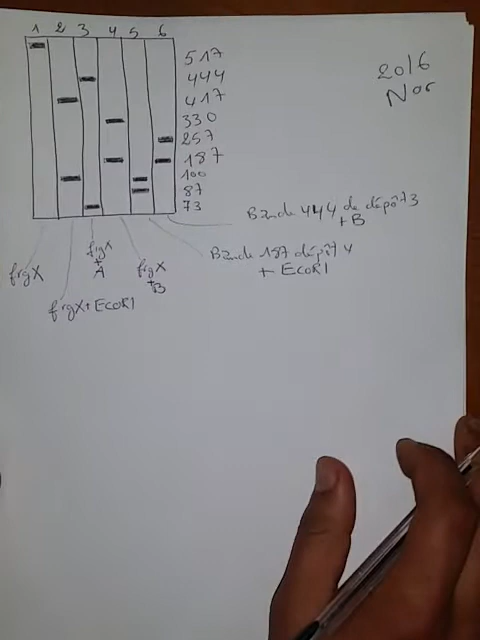 1 2 3 4 5 6
517
444
417
330
257
187
100
87
73
2016
Nor
frgX
frgX+EcoR1
frgX
+
A
frgX
+B
Bande 187 dépôt 4
+ EcoR1
Bande 444 de dépôt 3
+ B